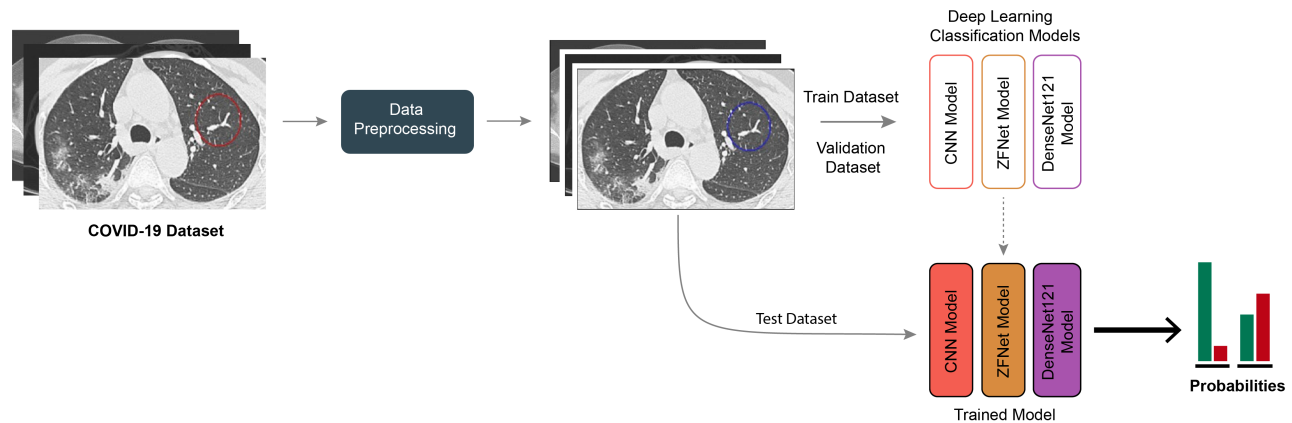 COVID-19 Dataset
Data
Preprocessing
Train Dataset
Validation
Dataset
Deep Learning
Classification Models
CNN Model
ZFNet Model
DenseNet121
Model
Test Dataset
CNN Model
ZFNet Model
DenseNet121
Model
Trained Model
Probabilities